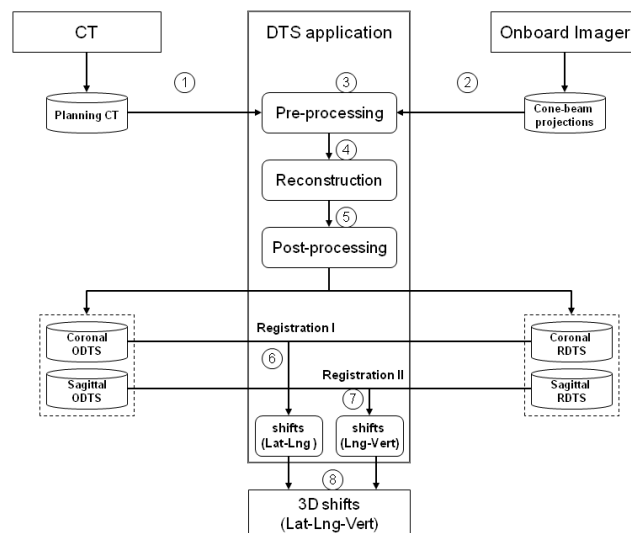 CT
DTS application
Onboard Imager
1
3
2
Planning CT
Pre-processing
Cone-beam
projections
4
Reconstruction
5
Post-processing
Registration I
Coronal
ODTS
Coronal
RDTS
6
Registration II
Sagittal
ODTS
Sagittal
RDTS
7
shifts
(Lat-Lng )
shifts
(Lng-Vert)
8
3D shifts
(Lat-Lng-Vert)